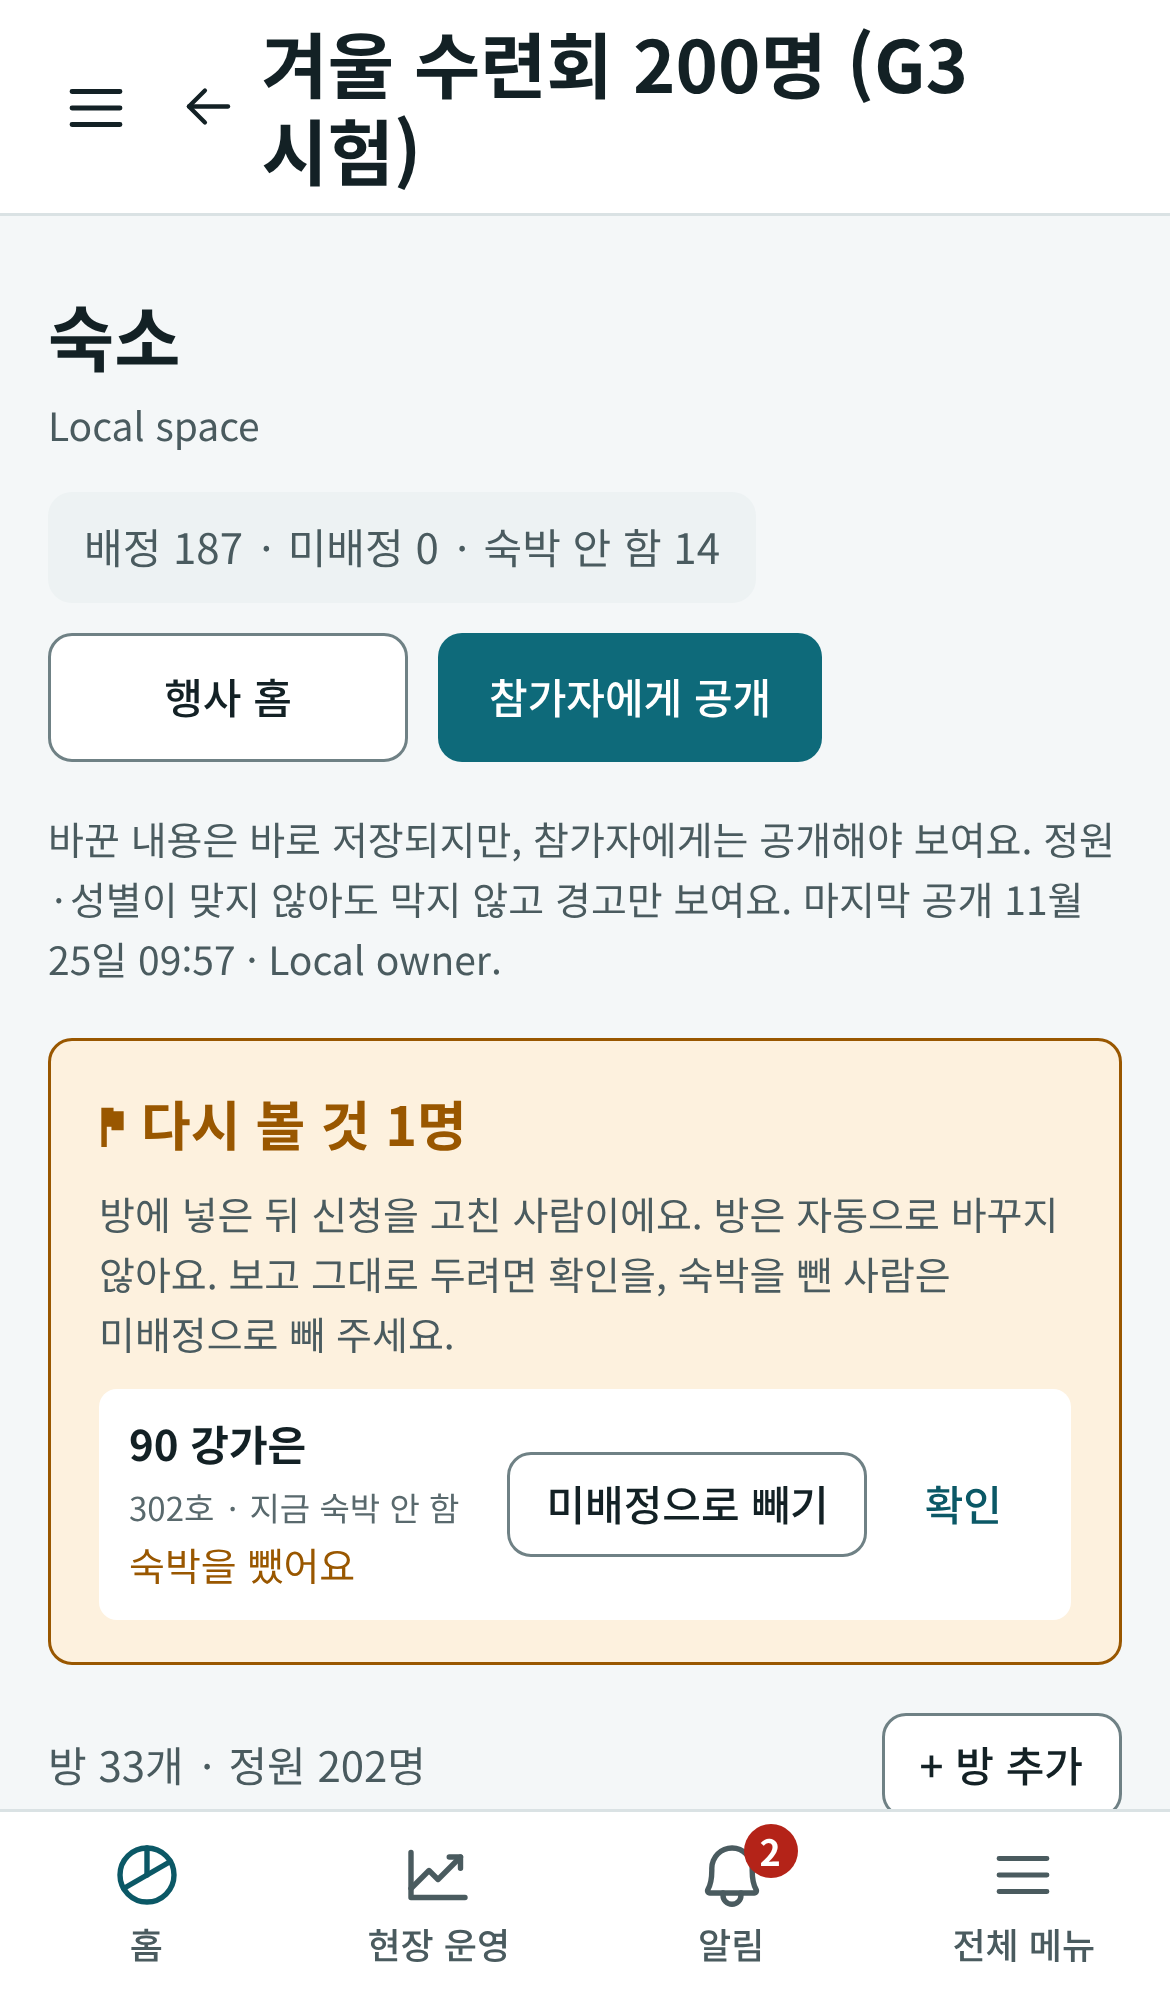 겨울 수련회 200명 (G3
시험)
숙소
Local space
배정 187 · 미배정 0 · 숙박 안 함 14
행사 홈
참가자에게 공개
바꾼 내용은 바로 저장되지만, 참가자에게는 공개해야 보여요. 정원
·성별이 맞지 않아도 막지 않고 경고만 보여요. 마지막 공개 11월
25일 09:57 · Local owner.
다시 볼 것 1명
방에 넣은 뒤 신청을 고친 사람이에요. 방은 자동으로 바꾸지
않아요. 보고 그대로 두려면 확인을, 숙박을 뺀 사람은
미배정으로 빼 주세요.
90 강가은
302호 · 지금 숙박 안 함
숙박을 뺐어요
미배정으로 빼기
확인
방 33개 · 정원 202명
+ 방 추가
2
홈
현장 운영
알림
전체 메뉴